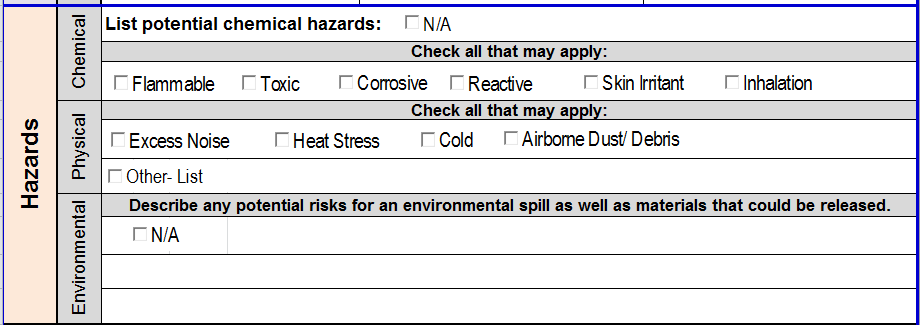 Hazards
Chemical
List potential chemical hazards: N/A
Check all that may apply:
Flammable Toxic Corrosive Reactive Skin Irritant Inhalation
Physical
Check all that may apply:
Excess Noise Heat Stress Cold Airborne Dust/ Debris
Other- List
Environmental
Describe any potential risks for an environmental spill as well as materials that could be released.
N/A